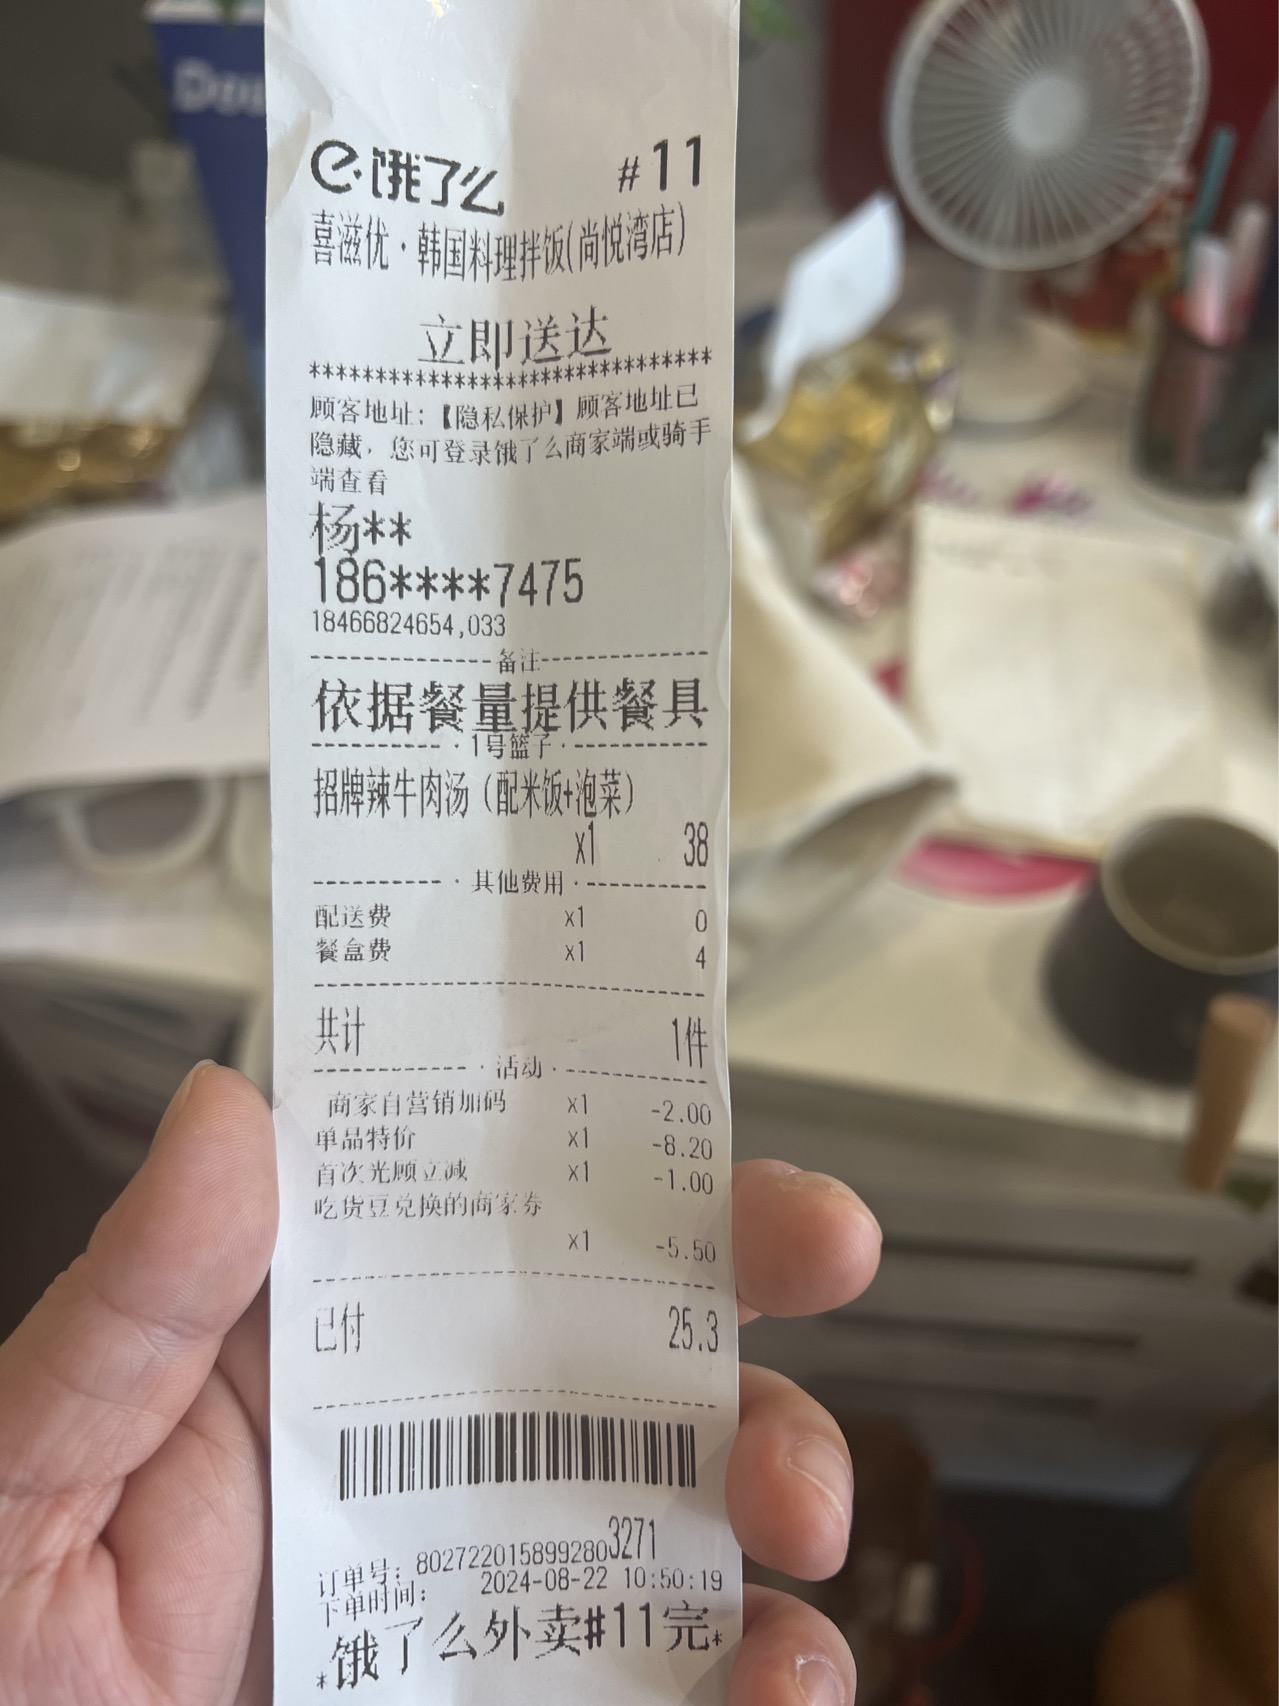 Dou
e·饿了么 #11
喜滋优·韩国料理拌饭(尚悦湾店)
立即送达
*******************************
顾客地址:【隐私保护】顾客地址已
隐藏,您可登录饿了么商家端或骑手
端查看
杨**
186****7475
18466824654,033
--------------备注--------------
依据餐量提供餐具
----------·1号篮子·-----------
招牌辣牛肉汤(配米饭+泡菜)
x1 38
----------·其他费用·----------
配送费 x1 0
餐盒费 x1 4
共计 1件
-------------·活动·------------
商家自营销加码 x1 -2.00
单品特价 x1 -8.20
首次光顾立减 x1 -1.00
吃货豆兑换的商家券
x1 -5.50
已付 25.3
订单号: 8027220158992803271
下单时间: 2024-08-22 10:50:19
*饿了么外卖#11完*